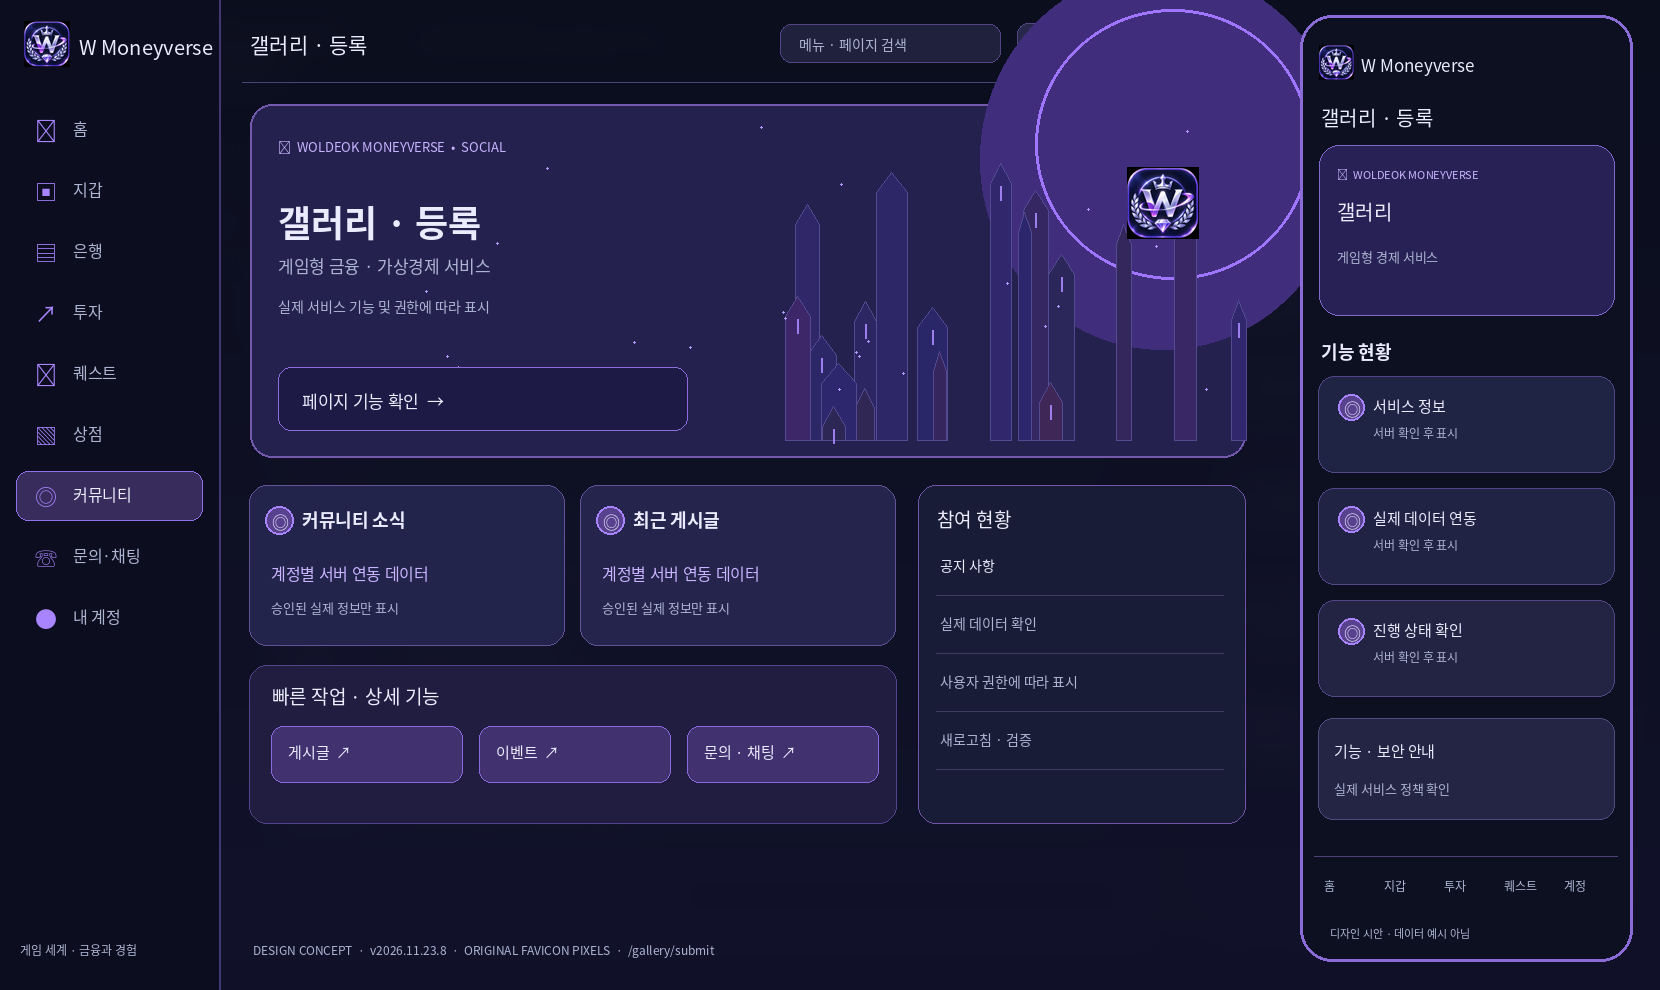 W Moneyverse
홈
지갑
은행
투자
퀘스트
상점
커뮤니티
문의·채팅
내 계정
게임 세계 · 금융과 경험
갤러리 · 등록
메뉴 · 페이지 검색
WOLDEOK MONEYVERSE • SOCIAL
갤러리 · 등록
게임형 금융 · 가상경제 서비스
실제 서비스 기능 및 권한에 따라 표시
페이지 기능 확인 →
W
커뮤니티 소식
계정별 서버 연동 데이터
승인된 실제 정보만 표시
최근 게시글
계정별 서버 연동 데이터
승인된 실제 정보만 표시
참여 현황
공지 사항
실제 데이터 확인
사용자 권한에 따라 표시
새로고침 · 검증
빠른 작업 · 상세 기능
게시글 ↗
이벤트 ↗
문의 · 채팅 ↗
DESIGN CONCEPT · v2026.11.23.8 · ORIGINAL FAVICON PIXELS · /gallery/submit
W Moneyverse
갤러리 · 등록
WOLDEOK MONEYVERSE
갤러리
게임형 경제 서비스
기능 현황
서비스 정보
서버 확인 후 표시
실제 데이터 연동
서버 확인 후 표시
진행 상태 확인
서버 확인 후 표시
기능 · 보안 안내
실제 서비스 정책 확인
홈 지갑 투자 퀘스트 계정
디자인 시안 · 데이터 예시 아님